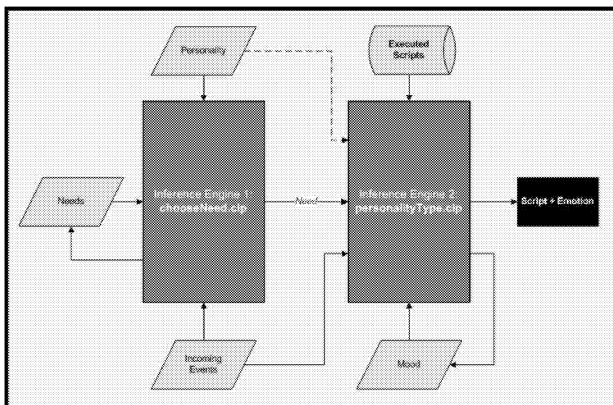 Personality
Executed
Scripts
Inference Engine 1:
chooseNeed.clp
Inference Engine 2:
personalityType.clp
Needs
Need
Script + Emotion
Incoming
Events
Mood